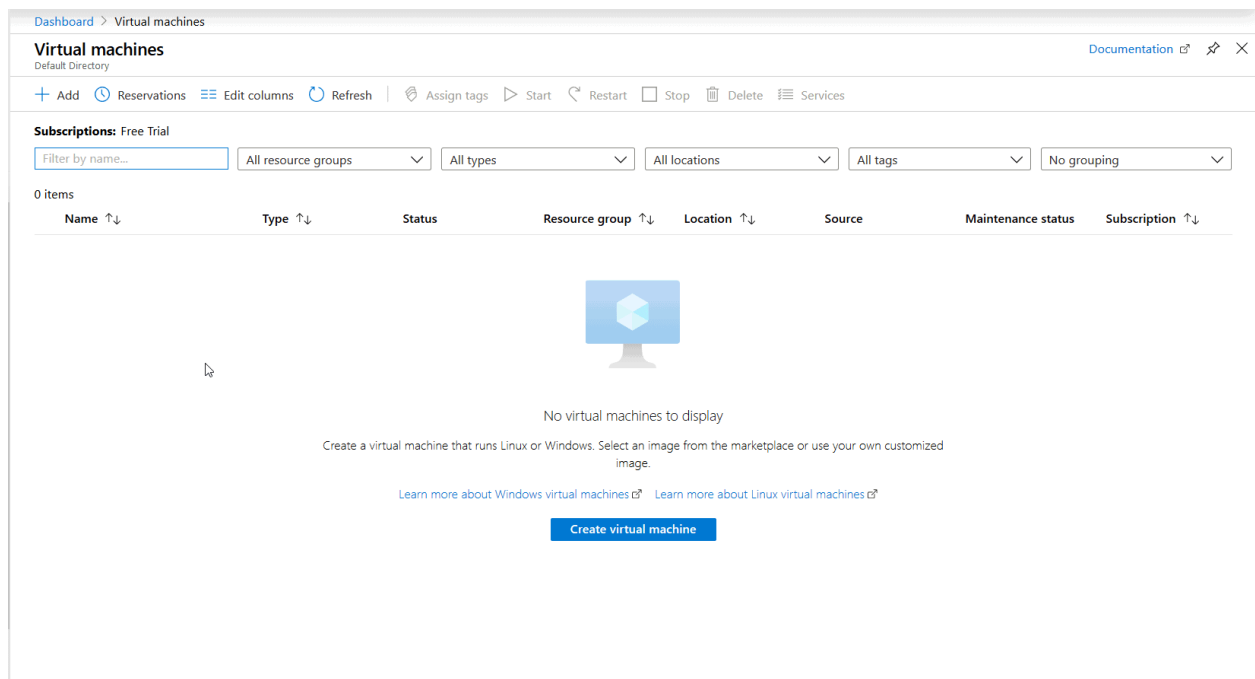 Dashboard > Virtual machines
Virtual machines
Documentation
Default Directory
Add Reservations Edit columns Refresh Assign tags Start Restart Stop Delete Services
Subscriptions: Free Trial
Filter by name... All resource groups All types All locations All tags No grouping
0 items
Name Type Status Resource group Location Source Maintenance status Subscription
No virtual machines to display
Create a virtual machine that runs Linux or Windows. Select an image from the marketplace or use your own customized
image.
Learn more about Windows virtual machines Learn more about Linux virtual machines
Create virtual machine